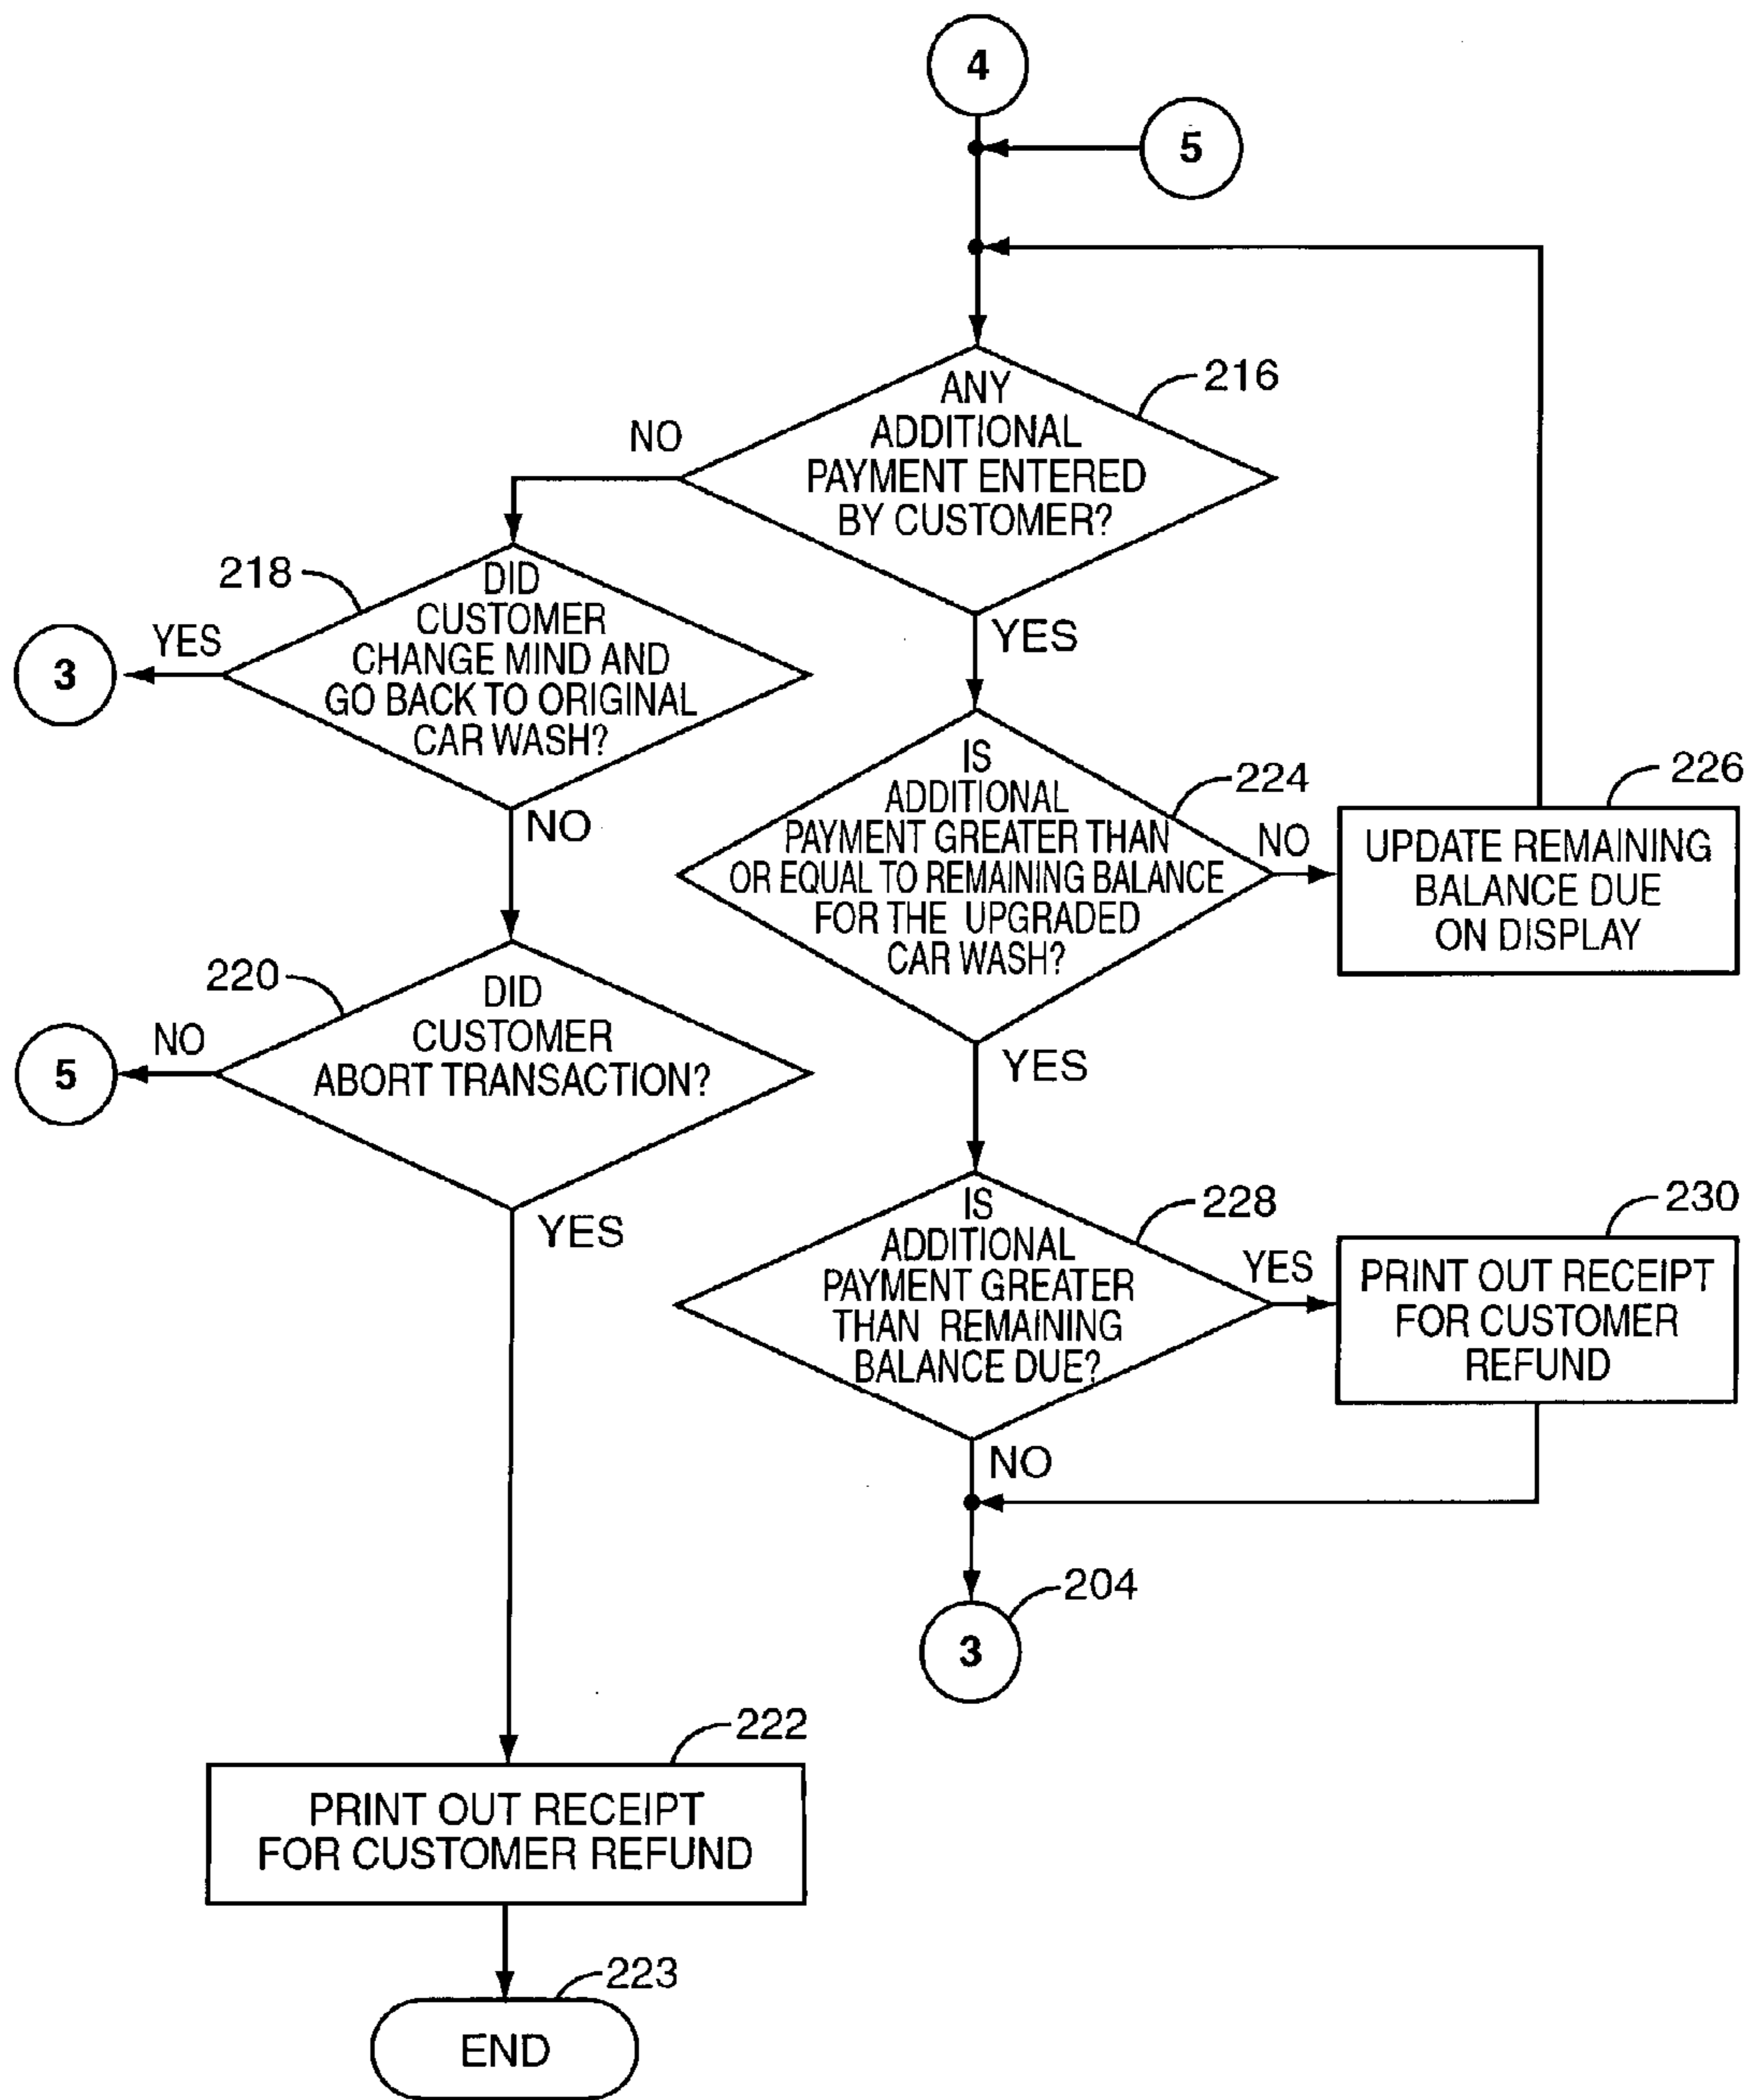 4
5
216
ANY
ADDITIONAL
PAYMENT ENTERED
BY CUSTOMER?
NO
YES
218
DID
CUSTOMER
CHANGE MIND AND
GO BACK TO ORIGINAL
CAR WASH?
YES
3
NO
224
IS
ADDITIONAL
PAYMENT GREATER THAN
OR EQUAL TO REMAINING BALANCE
FOR THE UPGRADED
CAR WASH?
NO
226
UPDATE REMAINING
BALANCE DUE
ON DISPLAY
YES
220
DID
CUSTOMER
ABORT TRANSACTION?
NO
5
YES
228
IS
ADDITIONAL
PAYMENT GREATER
THAN REMAINING
BALANCE DUE?
YES
230
PRINT OUT RECEIPT
FOR CUSTOMER
REFUND
NO
204
3
222
PRINT OUT RECEIPT
FOR CUSTOMER REFUND
223
END